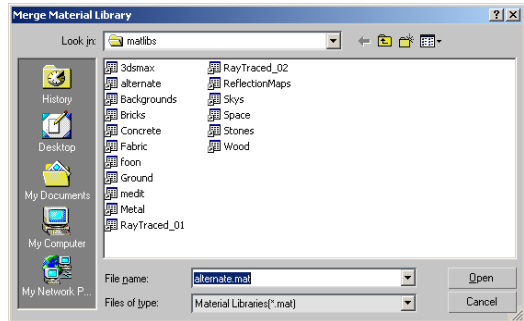 Merge Material Library
Look in: matlibs
History
Desktop
My Documents
My Computer
My Network P...
3dsmax
alternate
Backgrounds
Bricks
Concrete
Fabric
foon
Ground
medit
Metal
RayTraced_01
RayTraced_02
ReflectionMaps
Skys
Space
Stones
Wood
File name: alternate.mat
Open
Files of type: Material Libraries(*.mat)
Cancel